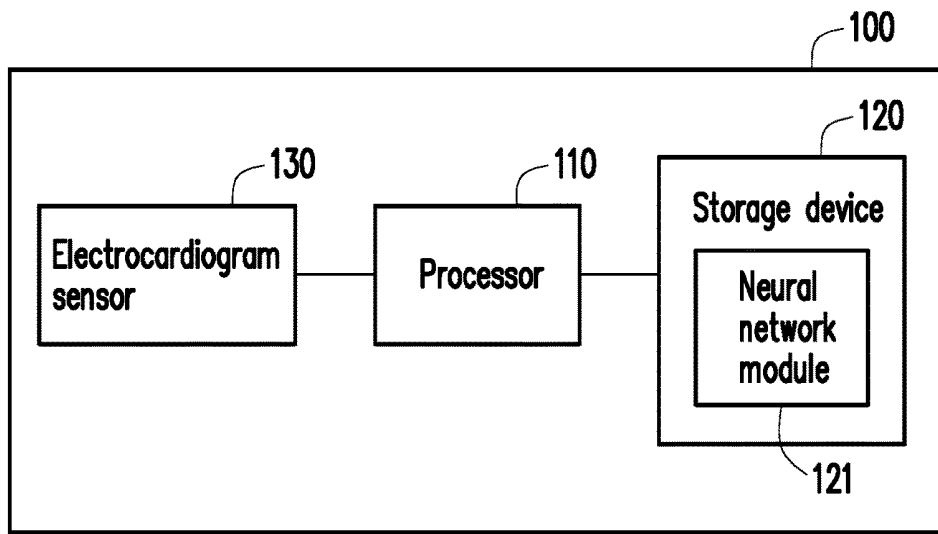 100
130
110
120
Electrocardiogram
sensor
Processor
Storage device
Neural
network
module
121